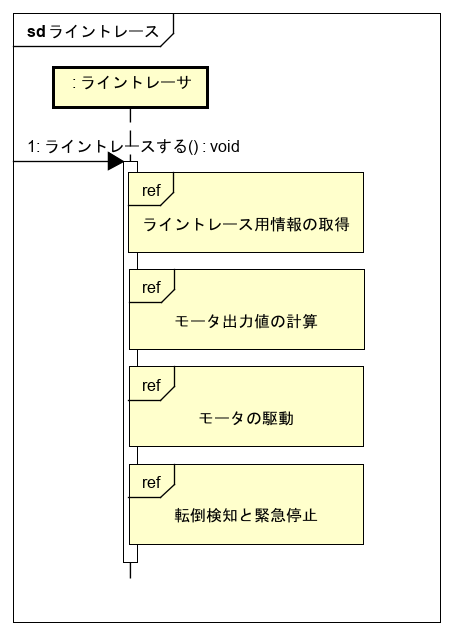 sd ライントレース
: ライントレーサ
1: ライントレースする() : void
ref
ライントレース用情報の取得
ref
モータ出力値の計算
ref
モータの駆動
ref
転倒検知と緊急停止